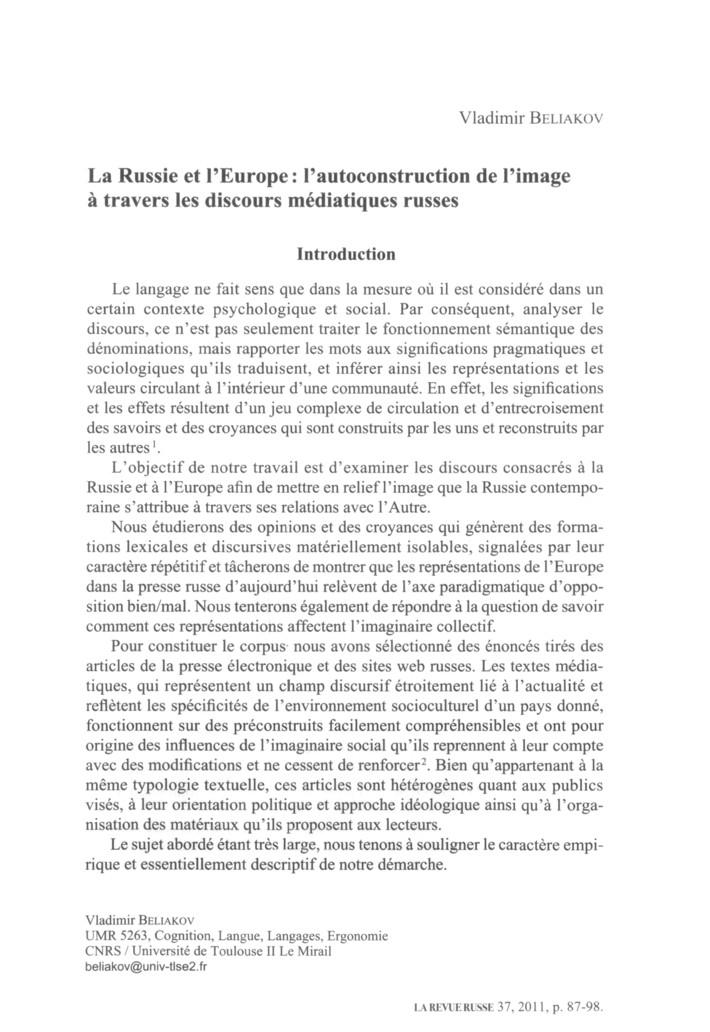 Vladimir BELIAKOV
La Russie et l'Europe : l'autoconstruction de l'image
à travers les discours médiatiques russes
Introduction
Le langage ne fait sens que dans la mesure où il est considéré dans un
certain contexte psychologique et social. Par conséquent, analyser le
discours, ce n'est pas seulement traiter le fonctionnement sémantique des
dénominations, mais rapporter les mots aux significations pragmatiques et
sociologiques qu'ils traduisent, et inférer ainsi les représentations et les
valeurs circulant à l'intérieur d'une communauté. En effet, les significations
et les effets résultent d'un jeu complexe de circulation et d'entrecroisement
des savoirs et des croyances qui sont construits par les uns et reconstruits par
les autres¹.
L'objectif de notre travail est d'examiner les discours consacrés à la
Russie et à l'Europe afin de mettre en relief l'image que la Russie contempo-
raine s'attribue à travers ses relations avec l'Autre.
Nous étudierons des opinions et des croyances qui génèrent des forma-
tions lexicales et discursives matériellement isolables, signalées par leur
caractère répétitif et tâcherons de montrer que les représentations de l'Europe
dans la presse russe d'aujourd'hui relèvent de l'axe paradigmatique d'oppo-
sition bien/mal. Nous tenterons également de répondre à la question de savoir
comment ces représentations affectent l'imaginaire collectif.
Pour constituer le corpus nous avons sélectionné des énoncés tirés des
articles de la presse électronique et des sites web russes. Les textes média-
tiques, qui représentent un champ discursif étroitement lié à l'actualité et
reflètent les spécificités de l'environnement socioculturel d'un pays donné,
fonctionnent sur des préconstruits facilement compréhensibles et ont pour
origine des influences de l'imaginaire social qu'ils reprennent à leur compte
avec des modifications et ne cessent de renforcer². Bien qu'appartenant à la
même typologie textuelle, ces articles sont hétérogènes quant aux publics
visés, à leur orientation politique et approche idéologique ainsi qu'à l'orga-
nisation des matériaux qu'ils proposent aux lecteurs.
Le sujet abordé étant très large, nous tenons à souligner le caractère empi-
rique et essentiellement descriptif de notre démarche.
Vladimir BELIAKOV
UMR 5263, Cognition, Langue, Langages, Ergonomie
CNRS / Université de Toulouse II Le Mirail
beliakov@univ-tlse2.fr
LA REVUE RUSSE 37, 2011, p. 87-98.